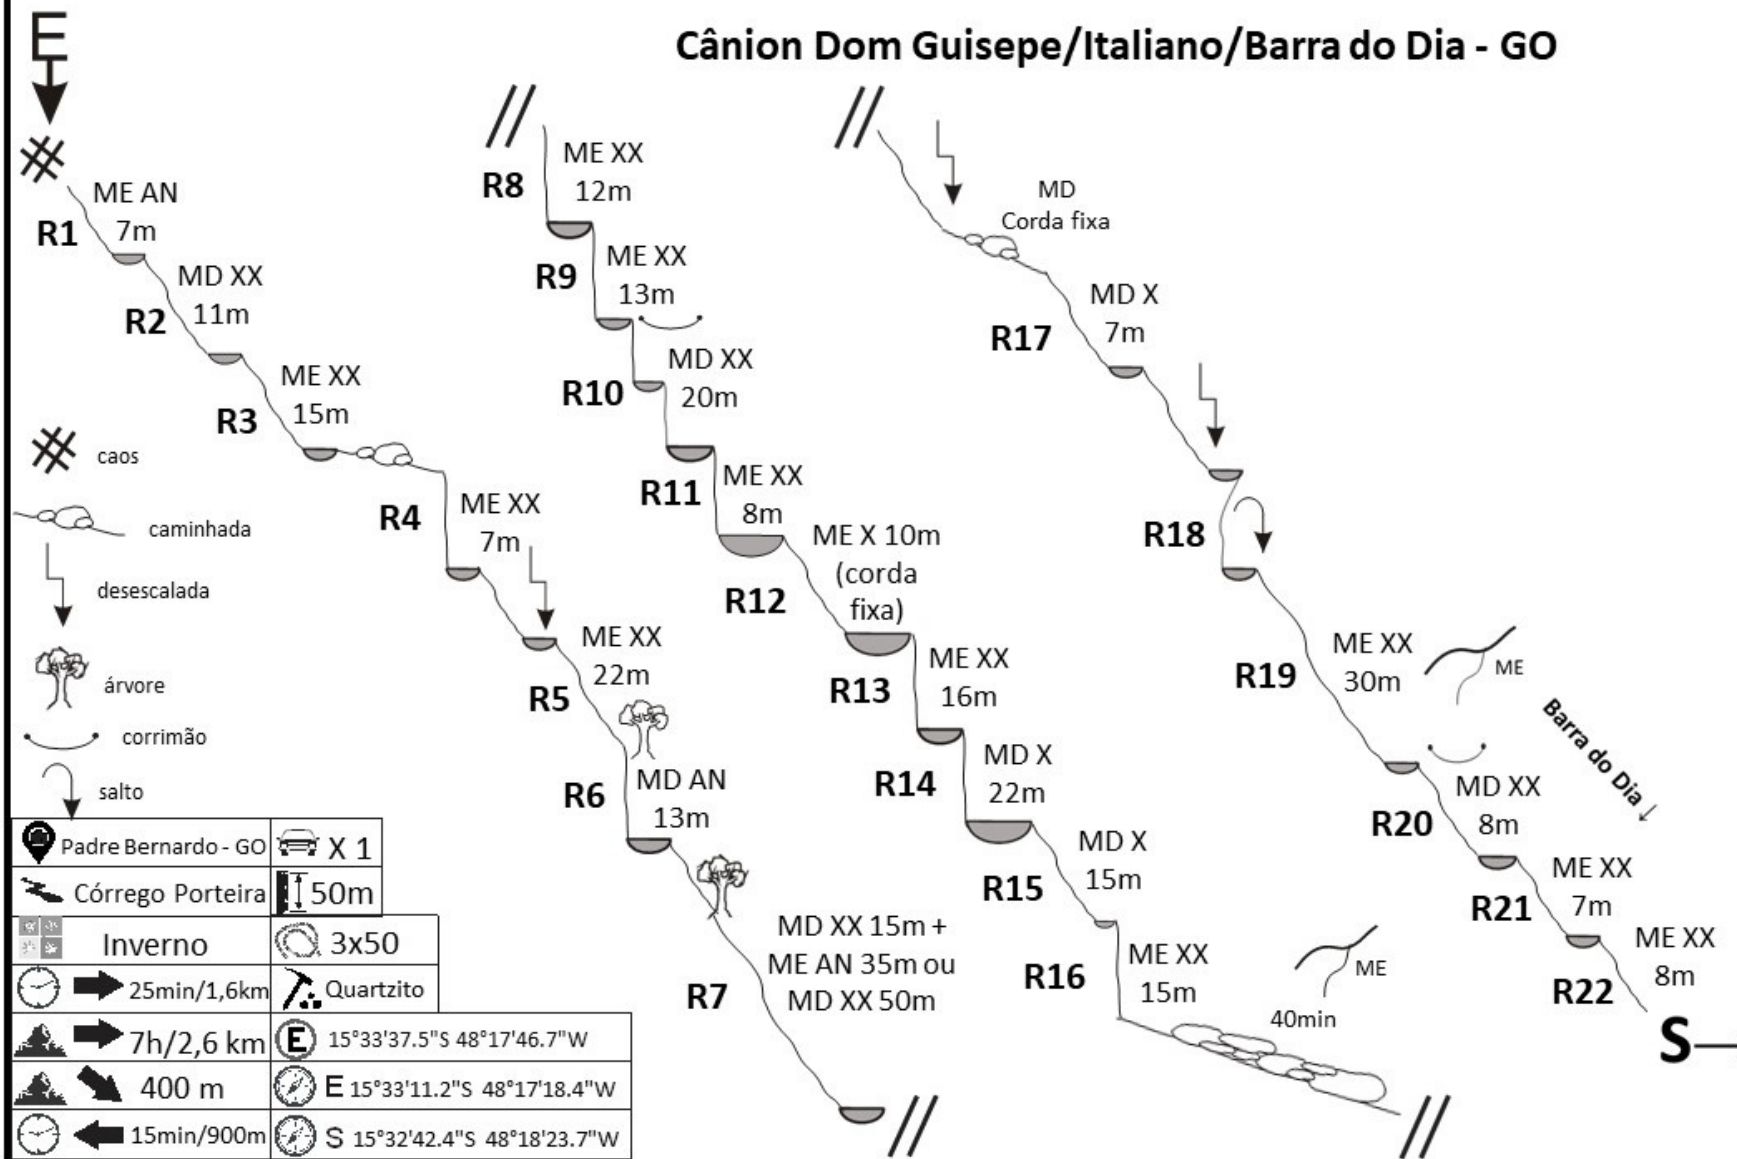 E
Cânion Dom Guisepe/Italiano/Barra do Dia - GO
R1
ME AN
7m
R2
MD XX
11m
R3
ME XX
15m
R4
ME XX
7m
R5
ME XX
22m
R6
MD AN
13m
R7
MD XX 15m +
ME AN 35m ou
MD XX 50m
R8
ME XX
12m
R9
ME XX
13m
R10
MD XX
20m
R11
ME XX
8m
R12
ME X 10m
(corda
fixa)
R13
ME XX
16m
R14
MD X
22m
R15
MD X
15m
R16
ME XX
15m
ME
40min
MD
Corda fixa
R17
MD X
7m
R18
R19
ME XX
30m
ME
Barra do Dia
R20
MD XX
8m
R21
ME XX
7m
R22
ME XX
8m
S
caos
caminhada
desescalada
árvore
corrimão
salto
Padre Bernardo - GO X 1
Córrego Porteira 50m
Inverno 3x50
25min/1,6km Quartzito
7h/2,6 km E 15°33'37.5"S 48°17'46.7"W
400 m E 15°33'11.2"S 48°17'18.4"W
15min/900m S 15°32'42.4"S 48°18'23.7"W